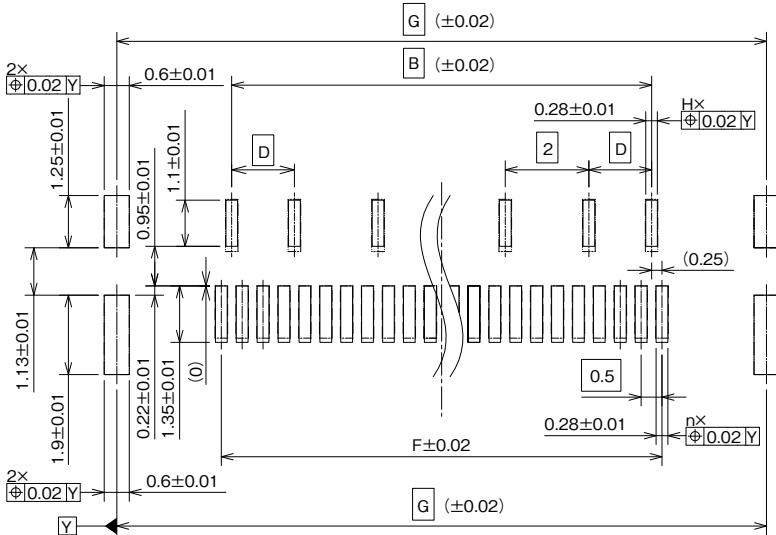 G (±0.02)
B (±0.02)
2×
⌖ 0.02 Y
0.6±0.01
0.28±0.01
H×
⌖ 0.02 Y
D
2
D
1.25±0.01
1.1±0.01
0.95±0.01
(0.25)
1.13±0.01
1.9±0.01
0.22±0.01
1.35±0.01
(0)
0.5
0.28±0.01
n×
⌖ 0.02 Y
F±0.02
2×
⌖ 0.02 Y
0.6±0.01
G (±0.02)
Y